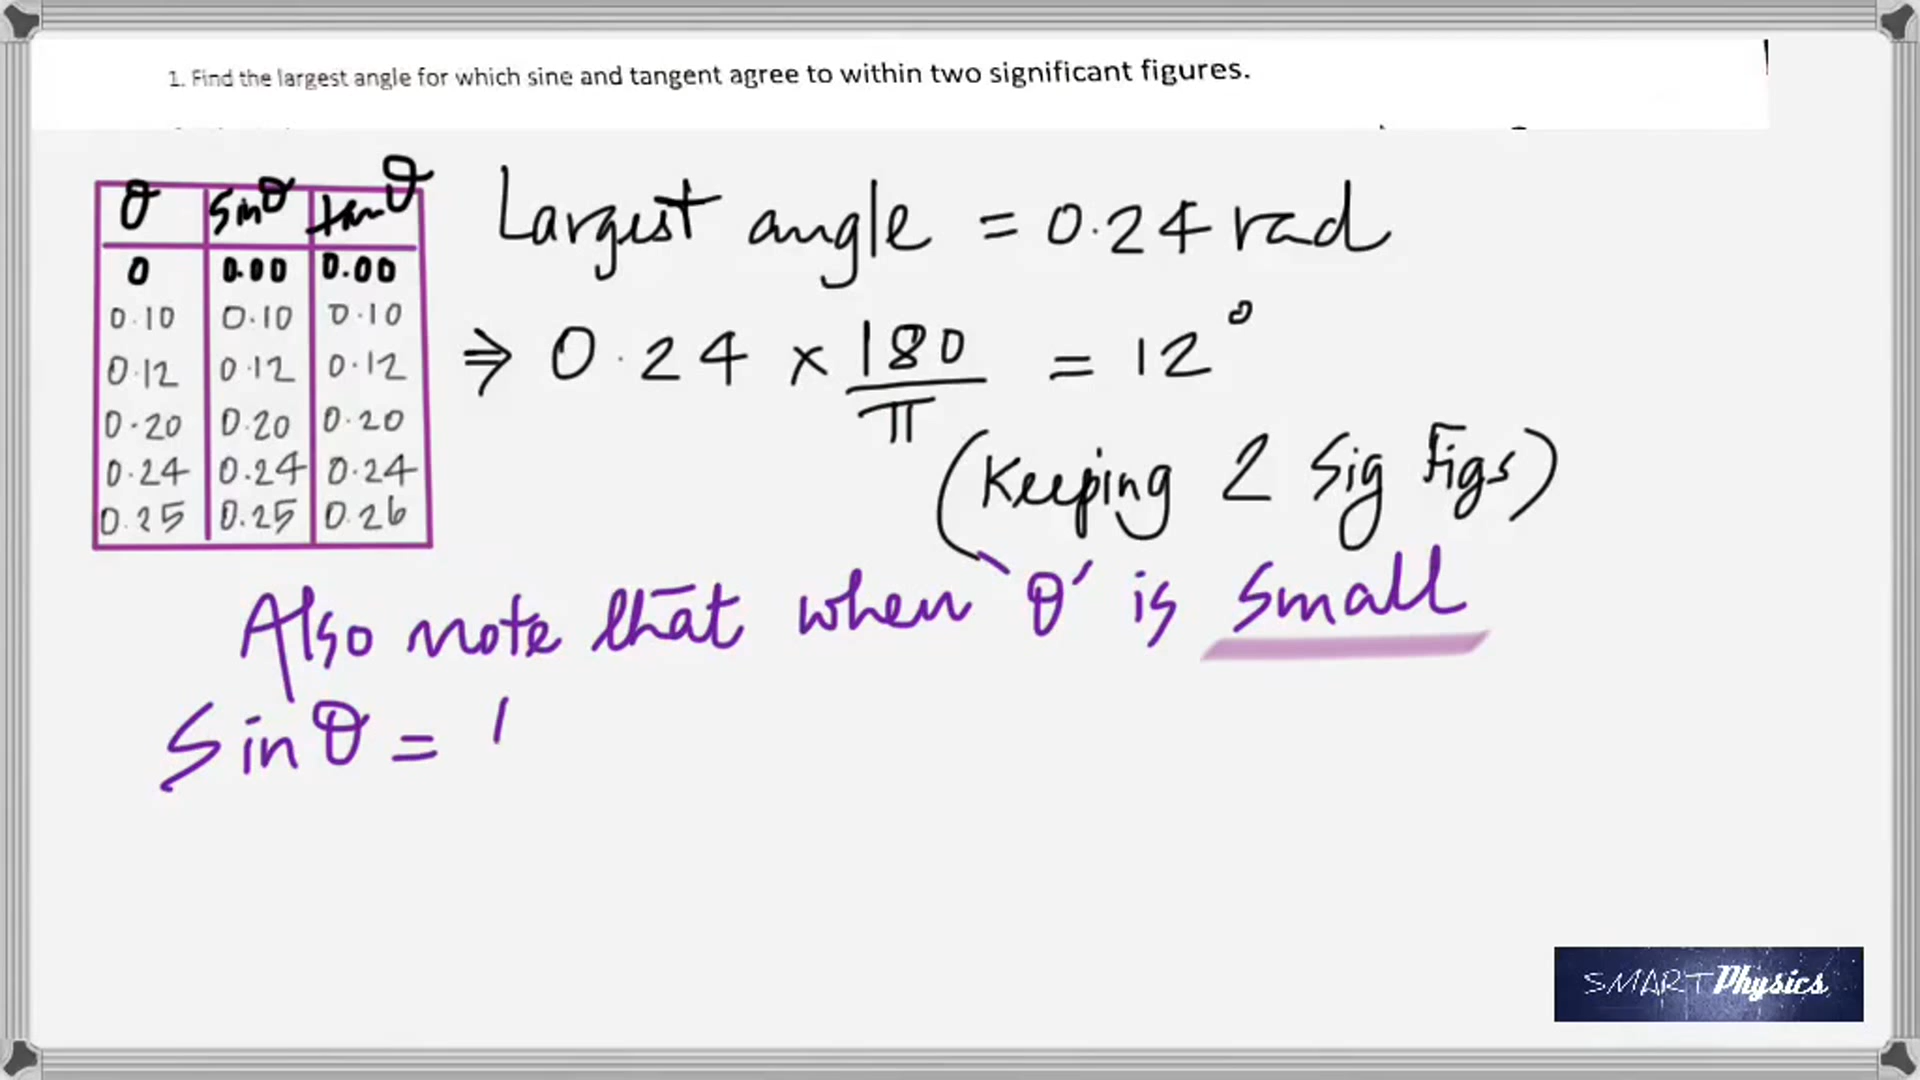 1. Find the largest angle for which sine and tangent agree to within two significant figures.
θ sinθ tanθ
0 0.00 0.00
0.10 0.10 0.10
0.12 0.12 0.12
0.20 0.20 0.20
0.24 0.24 0.24
0.25 0.25 0.26
Largest angle = 0.24 rad
⇒ 0.24 × 180/π = 12°
(Keeping 2 Sig Figs)
Also note that when 'θ' is small
Sinθ =
SMART Physics